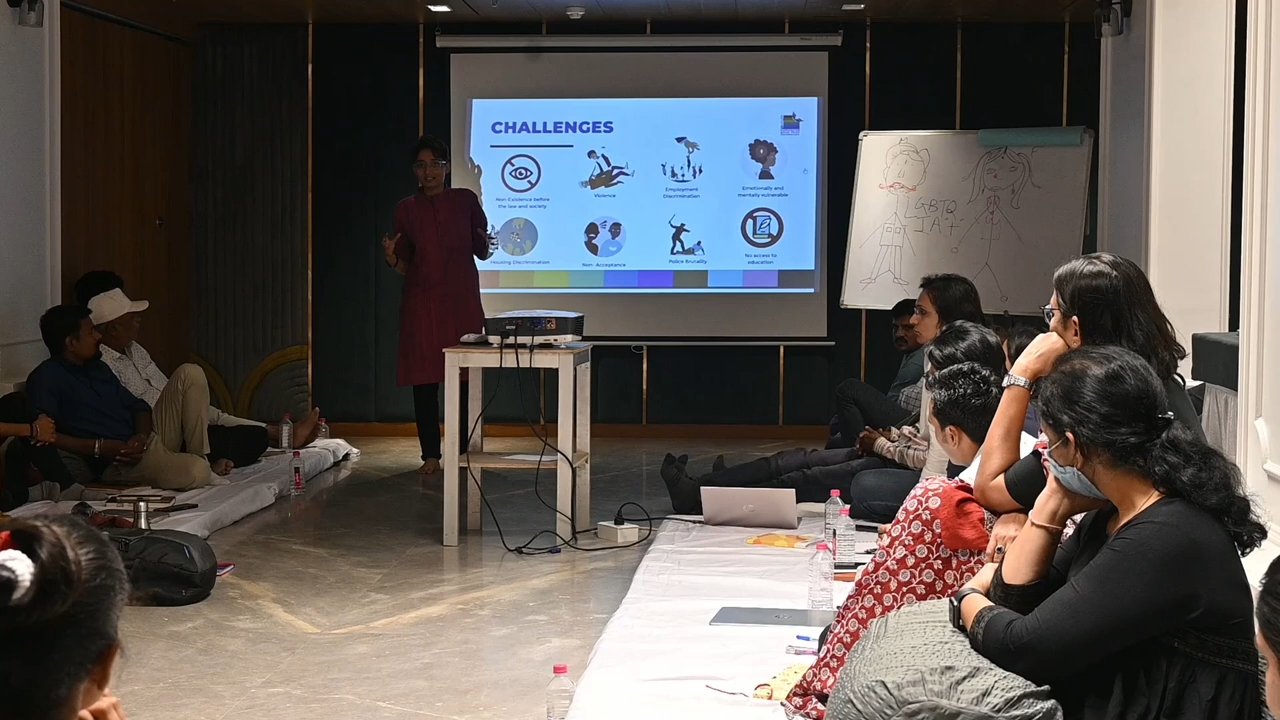 CHALLENGES
Non-Existence before
the law and society
Violence
Employment
Discrimination
Emotionally and
mentally vulnerable
Housing Discrimination
Non- Acceptance
Police Brutality
No access to
education
LGBTQ
IA+